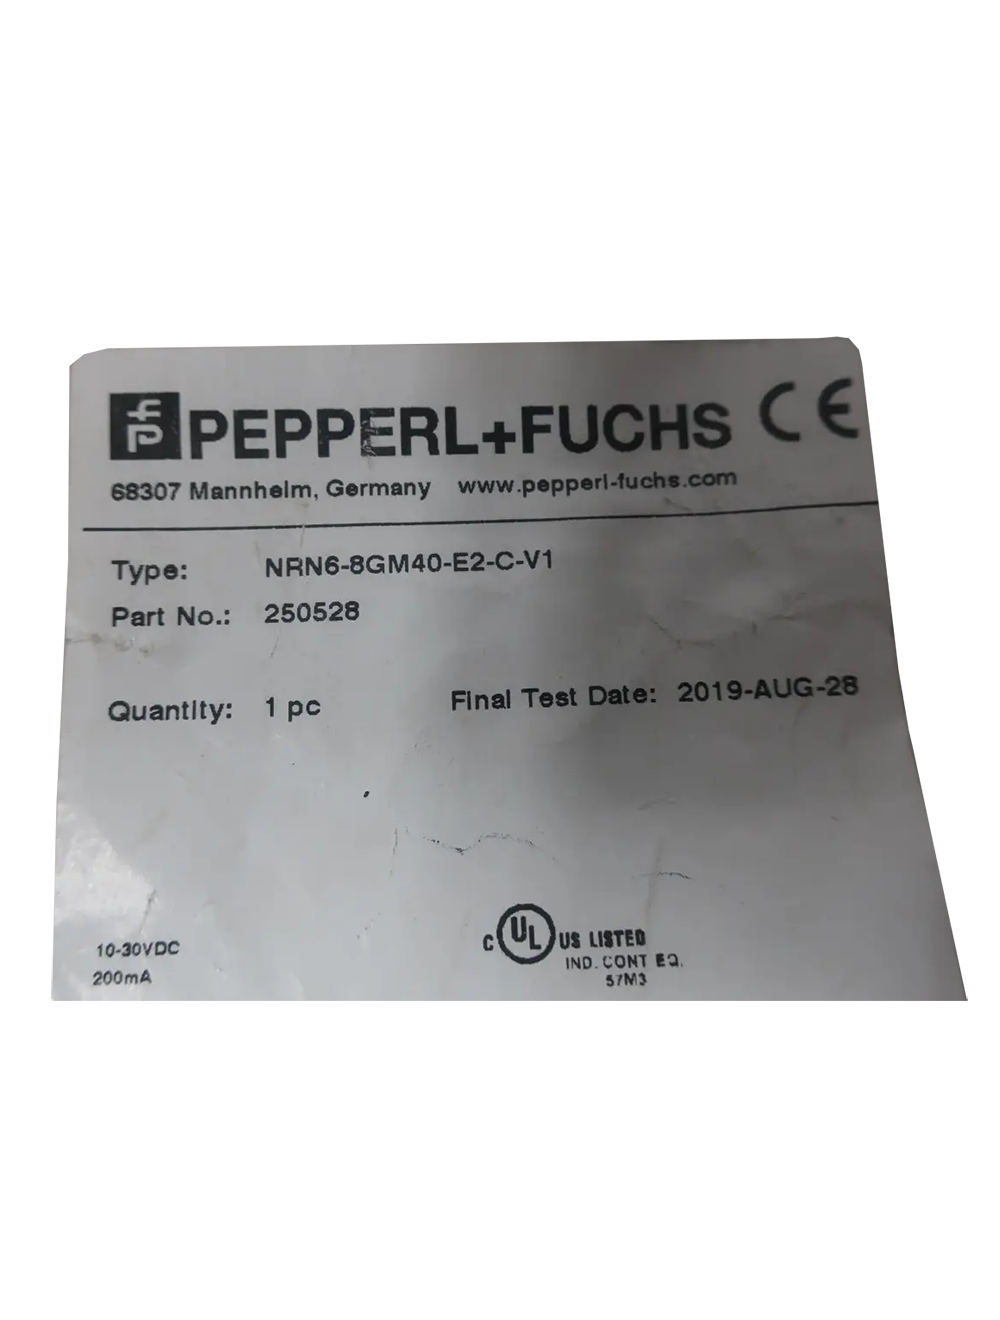 PEPPERL+FUCHS CE
68307 Mannheim, Germany www.pepperl-fuchs.com
Type: NRN6-8GM40-E2-C-V1
Part No.: 250528
Quantity: 1 pc Final Test Date: 2019-AUG-28
10-30VDC
200mA
C UL US LISTED
IND. CONT EQ.
57M3